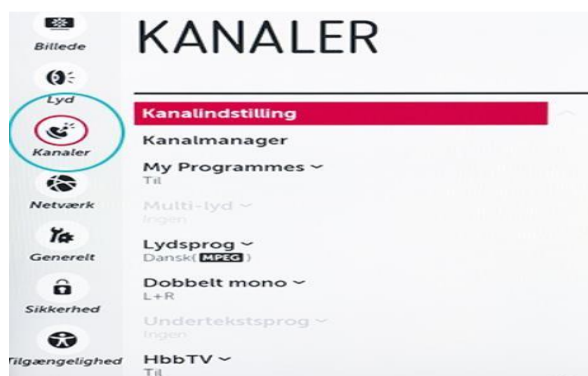 Billede
Lyd
Kanaler
Netværk
Generelt
Sikkerhed
Tilgængelighed
KANALER
Kanalindstilling
Kanalmanager
My Programmes
Til
Multi-lyd
Ingen
Lydsprog
Dansk( MPEG )
Dobbelt mono
L+R
Undertekstsprog
Ingen
HbbTV
Til